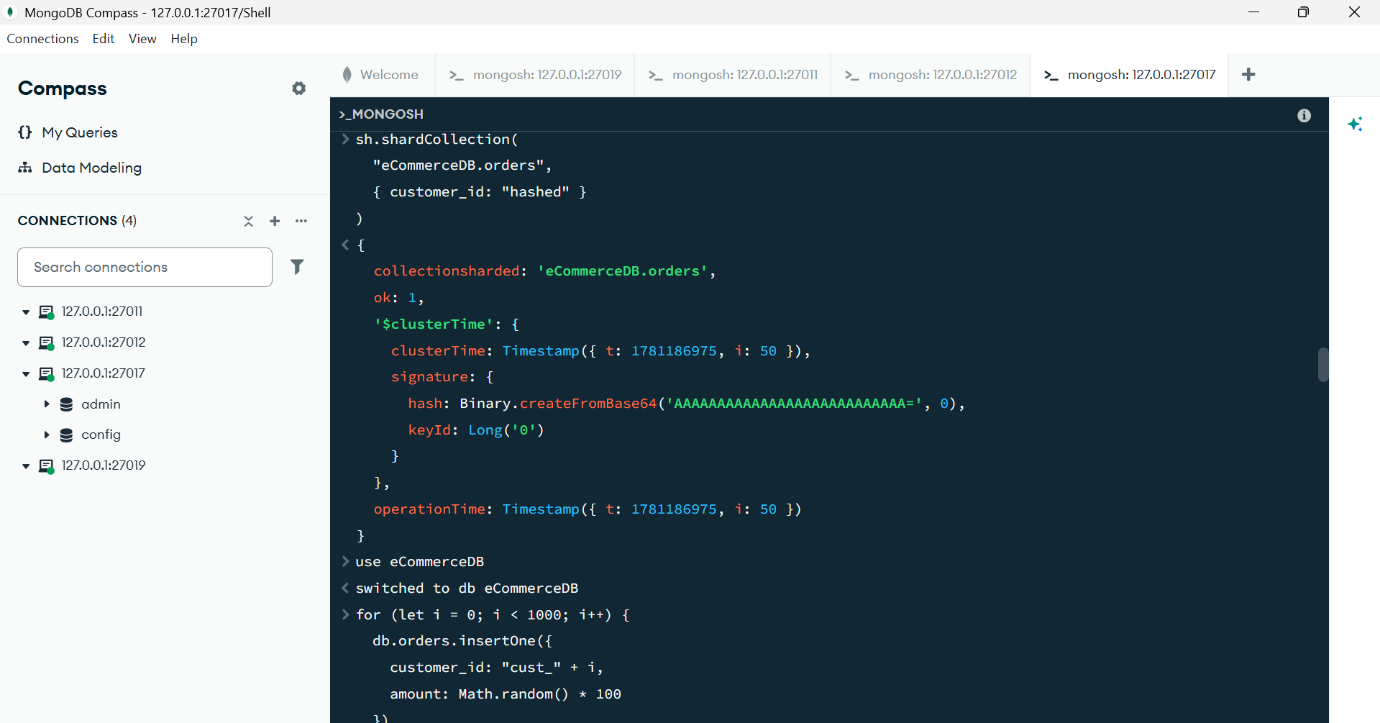 MongoDB Compass - 127.0.0.1:27017/Shell
Connections Edit View Help
Compass
{} My Queries
Data Modeling
CONNECTIONS (4)
Search connections
127.0.0.1:27011
127.0.0.1:27012
127.0.0.1:27017
admin
config
127.0.0.1:27019
Welcome
>_ mongosh: 127.0.0.1:27019
>_ mongosh: 127.0.0.1:27011
>_ mongosh: 127.0.0.1:27012
>_ mongosh: 127.0.0.1:27017
>_MONGOSH
> sh.shardCollection(
"eCommerceDB.orders",
{ customer_id: "hashed" }
)
< {
collectionsharded: 'eCommerceDB.orders',
ok: 1,
'$clusterTime': {
clusterTime: Timestamp({ t: 1781186975, i: 50 }),
signature: {
hash: Binary.createFromBase64('AAAAAAAAAAAAAAAAAAAAAAAAAAA=', 0),
keyId: Long('0')
}
},
operationTime: Timestamp({ t: 1781186975, i: 50 })
}
> use eCommerceDB
< switched to db eCommerceDB
> for (let i = 0; i < 1000; i++) {
db.orders.insertOne({
customer_id: "cust_" + i,
amount: Math.random() * 100
})